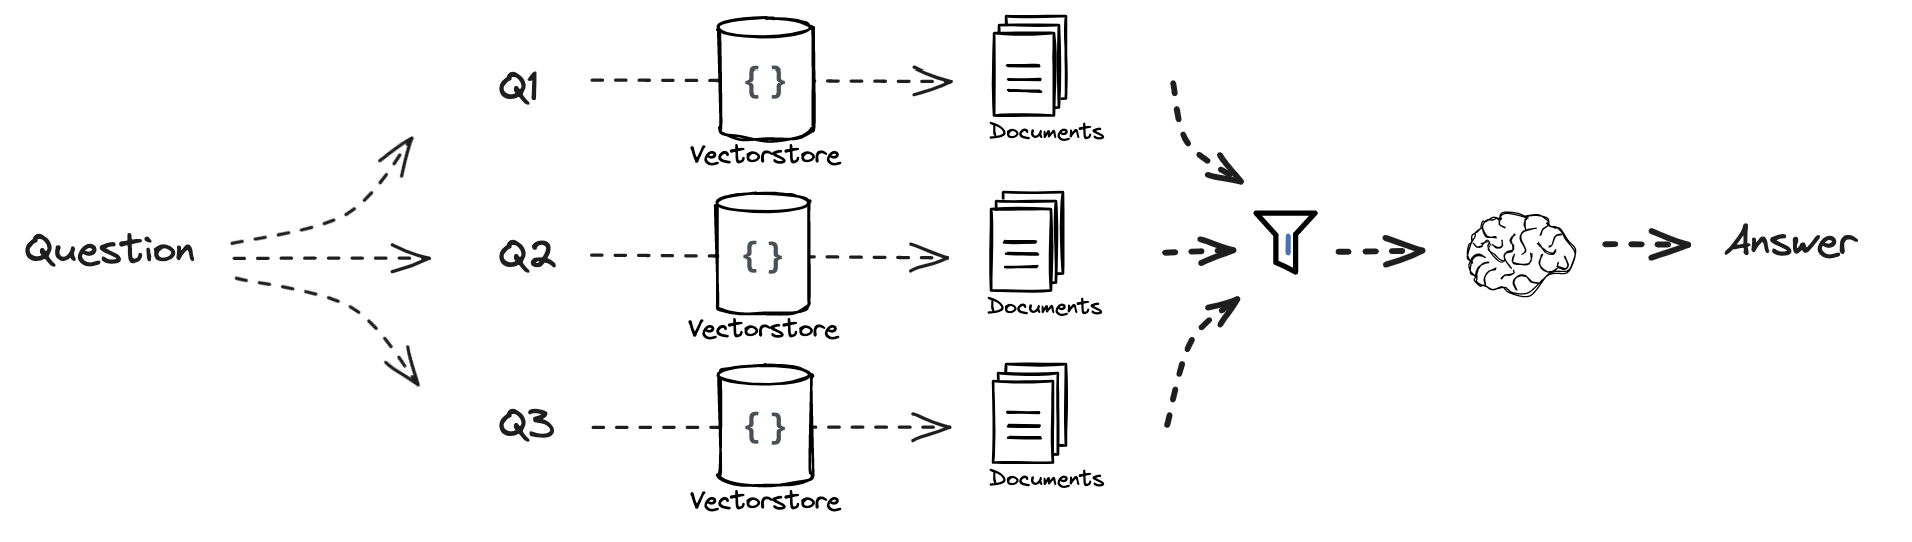 Question
Q1
{ }
Vectorstore
Documents
Q2
{ }
Vectorstore
Documents
Q3
{ }
Vectorstore
Documents
Answer